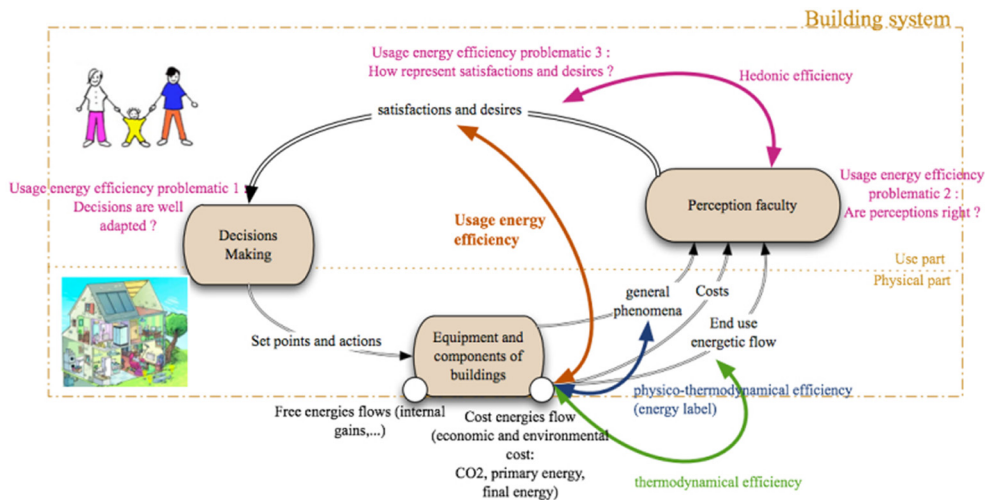 Building system
Usage energy efficiency problematic 3 :
How represent satisfactions and desires ?
Hedonic efficiency
satisfactions and desires
Usage energy efficiency problematic 1 :
Decisions are well
adapted ?
Usage energy efficiency
problematic 2 :
Are perceptions right ?
Perception faculty
Decisions
Making
Usage energy
efficiency
Use part
Physical part
general
phenomena
Costs
End use
energetic flow
Set points and actions
Equipment and
components of
buildings
physico-thermodynamical efficiency
(energy label)
Free energies flows (internal
gains,...)
Cost energies flow
(economic and environmental
cost:
CO2, primary energy,
final energy)
thermodynamical efficiency